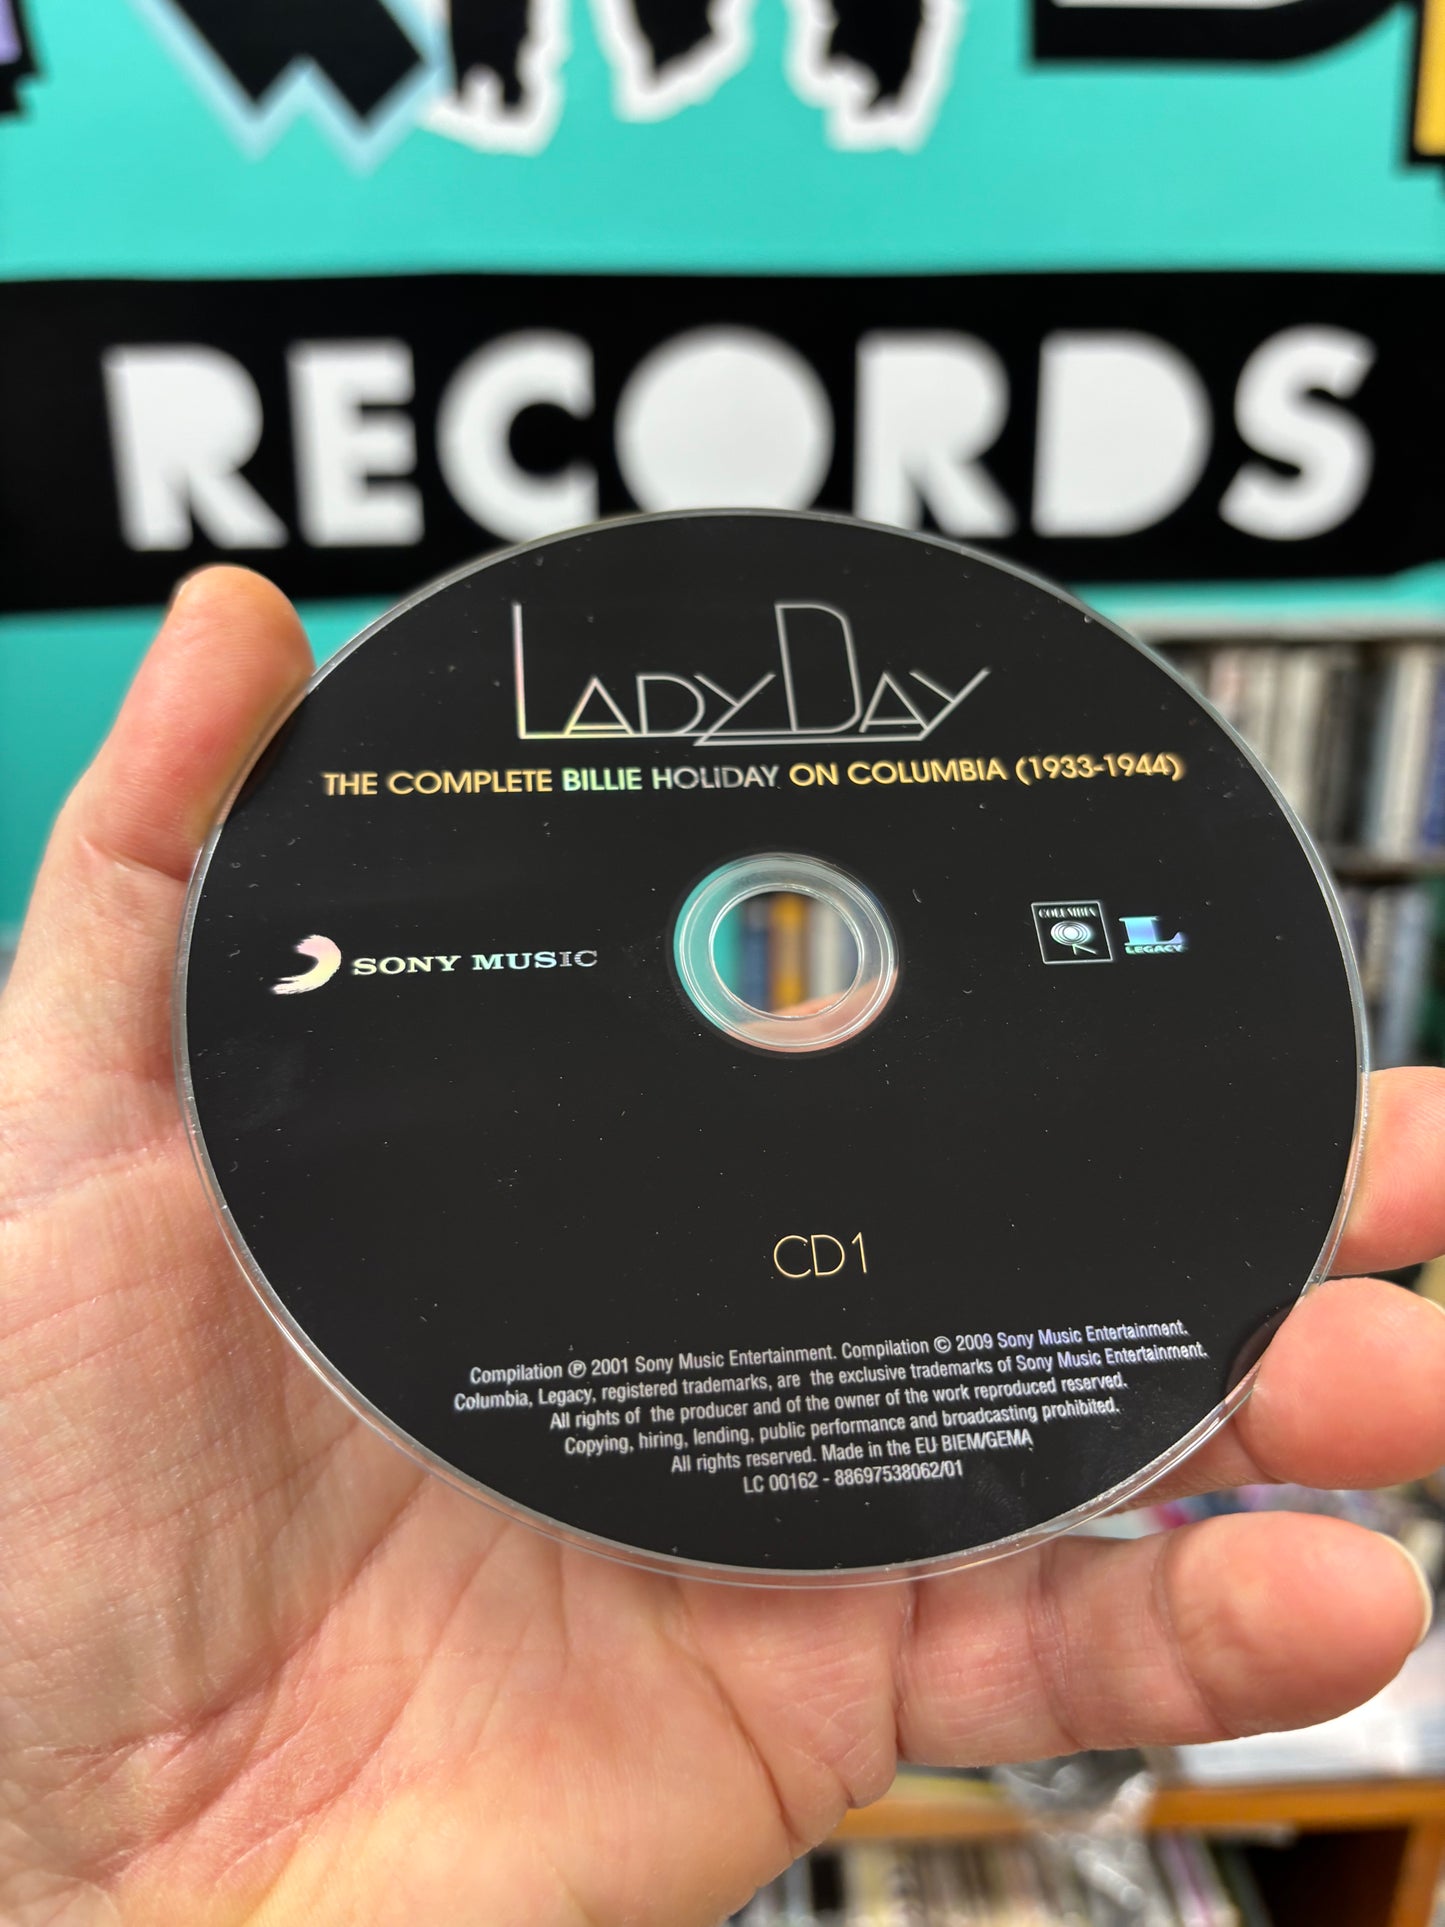 RECORDS
LADY DAY
THE COMPLETE BILLIE HOLIDAY ON COLUMBIA (1933-1944)
SONY MUSIC
COLUMBIA
LEGACY
CD1
Compilation ℗ 2001 Sony Music Entertainment. Compilation © 2009 Sony Music Entertainment.
Columbia, Legacy, registered trademarks, are the exclusive trademarks of Sony Music Entertainment.
All rights of the producer and of the owner of the work reproduced reserved.
Copying, hiring, lending, public performance and broadcasting prohibited.
All rights reserved. Made in the EU BIEM/GEMA
LC 00162 - 88697538062/01